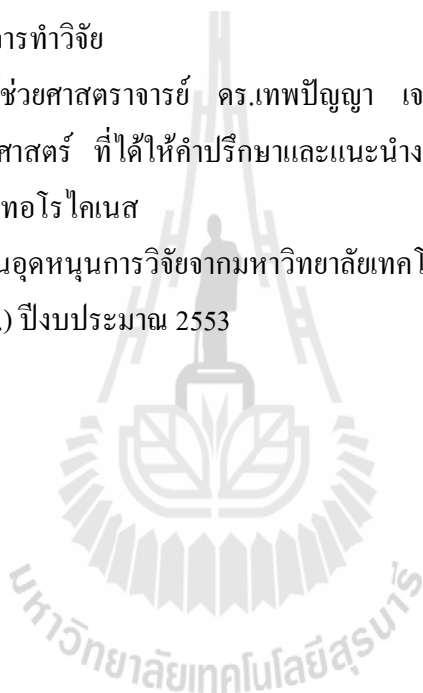 ารทำวิจัย
ช่วยศาสตราจารย์ ดร.เทพปัญญา เจ
ศาสตร์ ที่ได้ให้คำปรึกษาและแนะนำง
ทอโรไคเนส
นอุดหนุนการวิจัยจากมหาวิทยาลัยเทคโ
.) ปีงบประมาณ 2553
มหาวิทยาลัยเทคโนโลยีสุรนารี